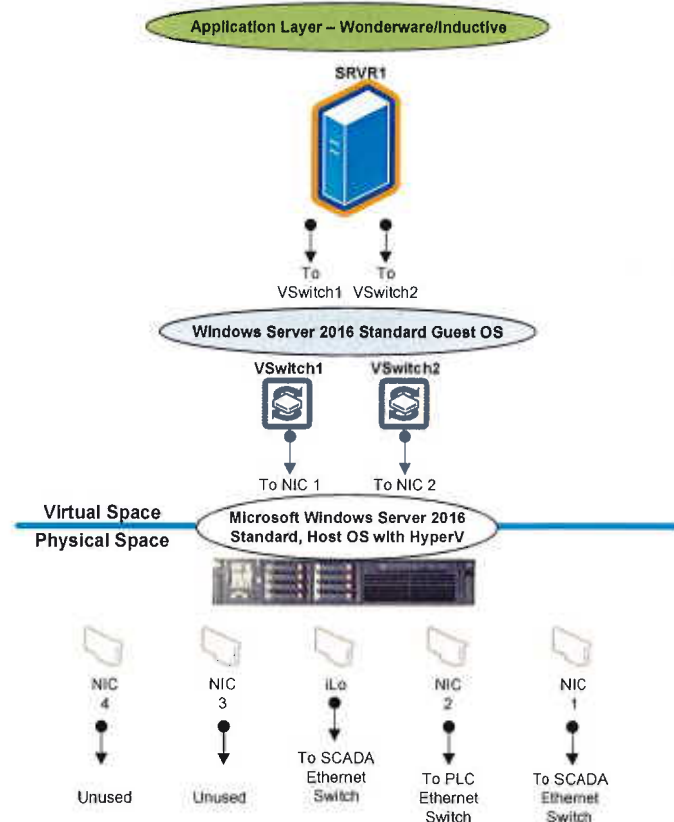 Application Layer – Wonderware/Inductive
SRVR1
To
VSwitch1
To
VSwitch2
Windows Server 2016 Standard Guest OS
VSwitch1
VSwitch2
To NIC 1
To NIC 2
Virtual Space
Physical Space
Microsoft Windows Server 2016
Standard, Host OS with HyperV
NIC
4
NIC
3
iLo
NIC
2
NIC
1
Unused
Unused
To SCADA
Ethernet
Switch
To PLC
Ethernet
Switch
To SCADA
Ethernet
Switch